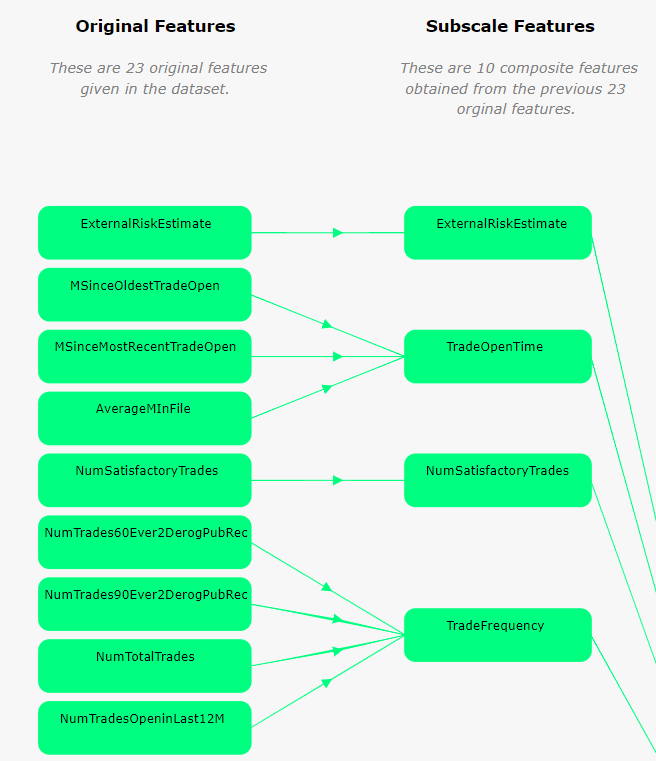 Original Features
These are 23 original features
given in the dataset.
Subscale Features
These are 10 composite features
obtained from the previous 23
orginal features.
ExternalRiskEstimate
MSinceOldestTradeOpen
MSinceMostRecentTradeOpen
AverageMInFile
NumSatisfactoryTrades
NumTrades60Ever2DerogPubRec
NumTrades90Ever2DerogPubRec
NumTotalTrades
NumTradesOpeninLast12M
ExternalRiskEstimate
TradeOpenTime
NumSatisfactoryTrades
TradeFrequency